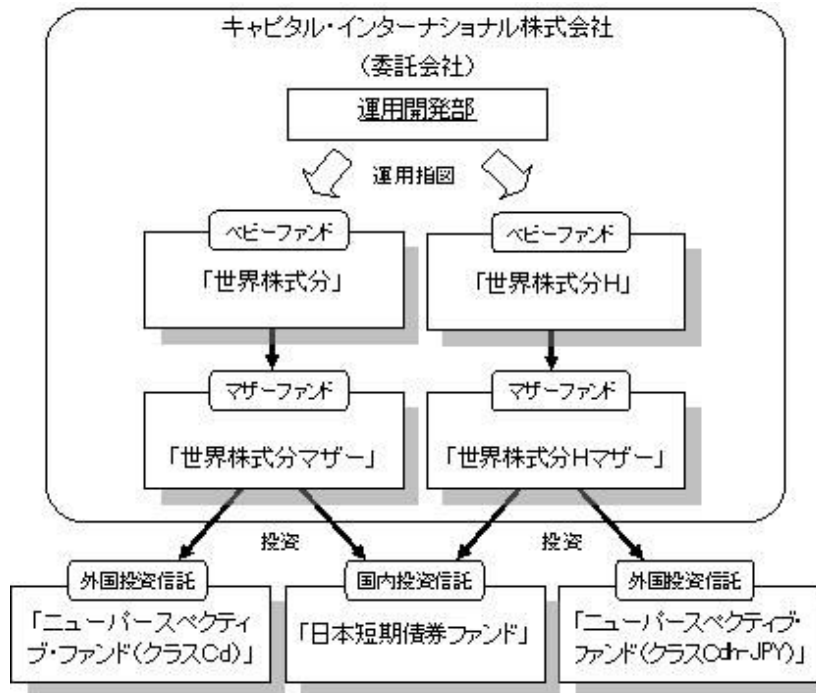 キャピタル・インターナショナル株式会社
(委託会社)
運用開発部
運用指図
ベビーファンド
ベビーファンド
「世界株式分」
「世界株式分H」
マザーファンド
マザーファンド
「世界株式分マザー」
「世界株式分Hマザー」
投資
投資
外国投資信託
国内投資信託
外国投資信託
「ニューパースペクティ
ブ・ファンド(クラスCd)」
「日本短期債券ファンド」
「ニューパースペクティブ・
ファンド(クラスCdh-JPY)」